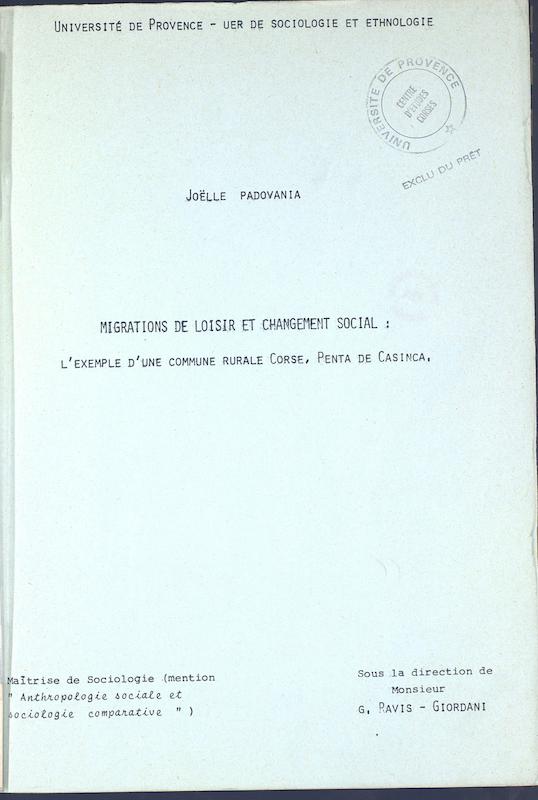 UNIVERSITÉ DE PROVENCE - UER DE SOCIOLOGIE ET ETHNOLOGIE
UNIVERSITE DE PROVENCE
CENTRE
D'ETUDES
CORSES
EXCLU DU PRÊT
JOËLLE PADOVANIA
MIGRATIONS DE LOISIR ET CHANGEMENT SOCIAL :
L'EXEMPLE D'UNE COMMUNE RURALE CORSE, PENTA DE CASINCA.
Maîtrise de Sociologie (mention
" Anthropologie sociale et
sociologie comparative " )
Sous la direction de
Monsieur
G. RAVIS - GIORDANI